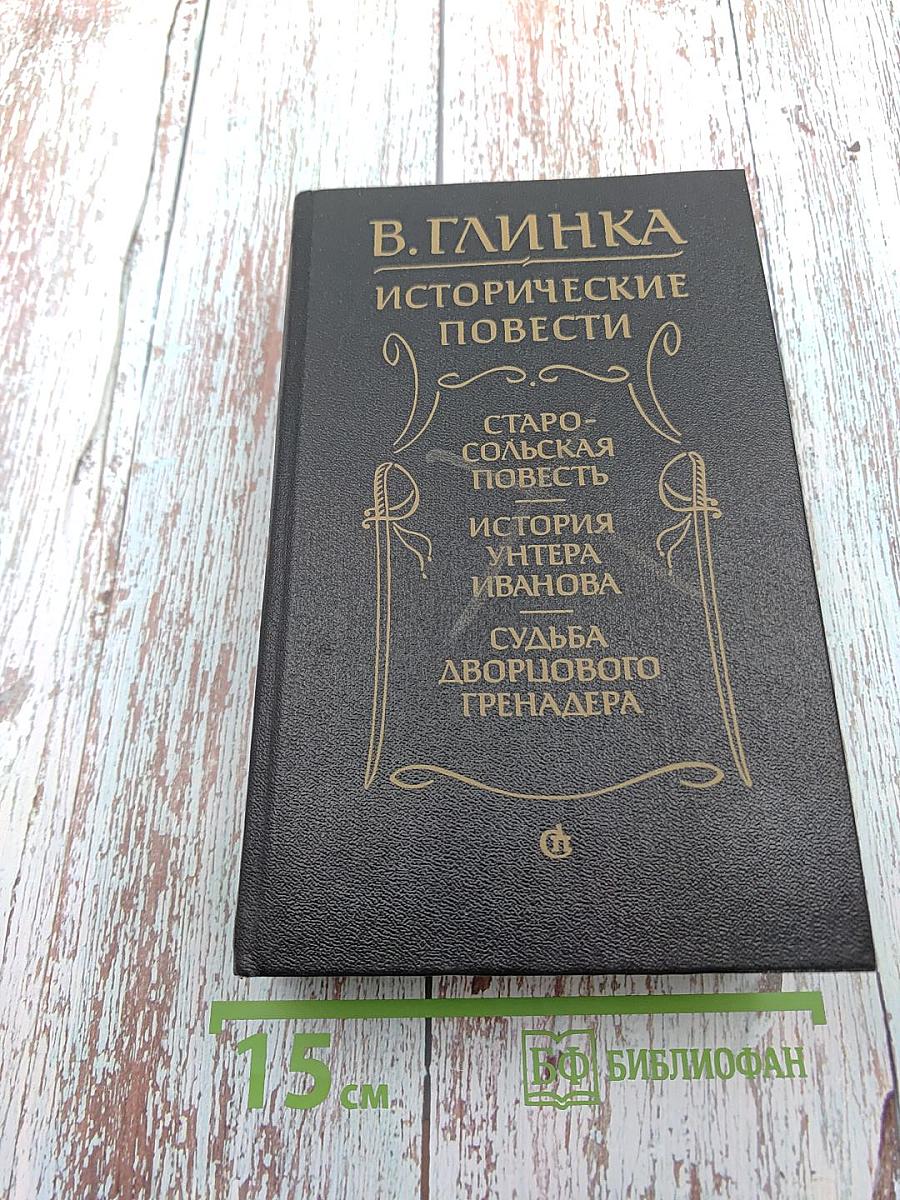 В. ГЛИНКА
ИСТОРИЧЕСКИЕ
ПОВЕСТИ
СТАРО-
СОЛЬСКАЯ
ПОВЕСТЬ
ИСТОРИЯ
УНТЕРА
ИВАНОВА
СУДЬБА
ДВОРЦОВОГО
ГРЕНАДЕРА
15 см
БФ БИБЛИОФАН